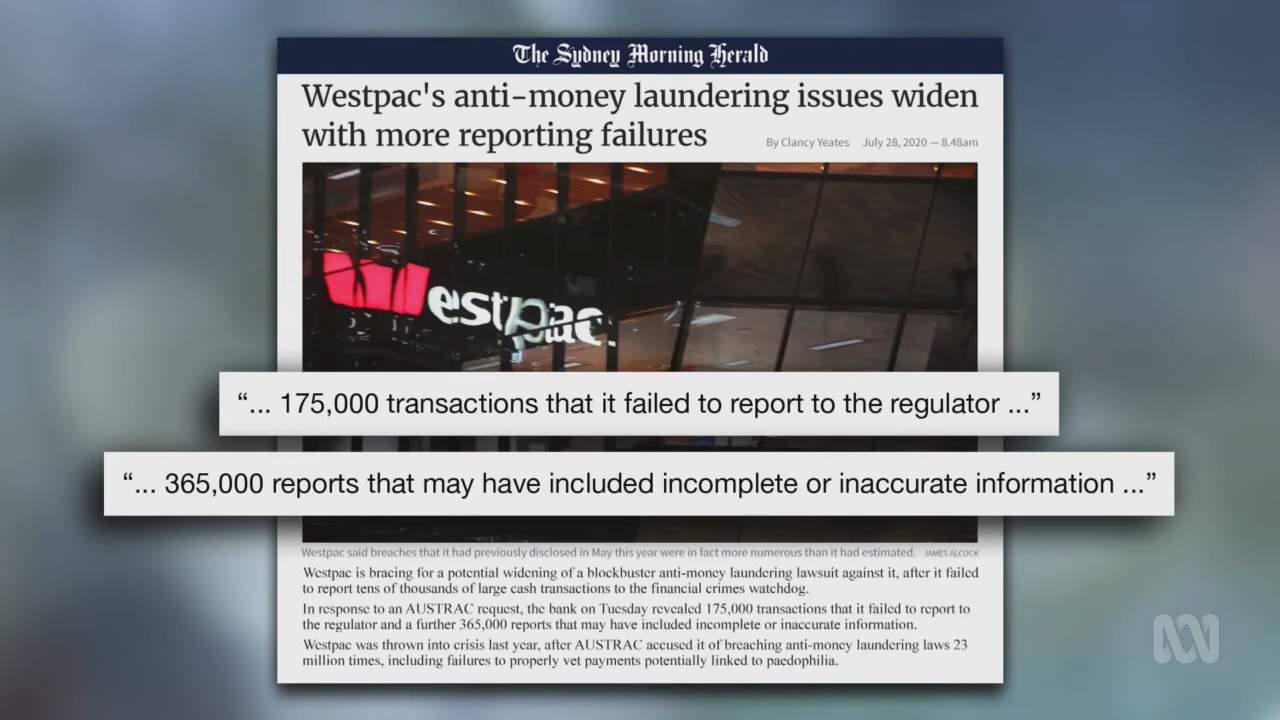 The Sydney Morning Herald
Westpac's anti-money laundering issues widen
with more reporting failures
By Clancy Yeates July 28, 2020 — 8.48am
Westpac
“... 175,000 transactions that it failed to report to the regulator ...”
“... 365,000 reports that may have included incomplete or inaccurate information ...”
Westpac said breaches that it had previously disclosed in May this year were in fact more numerous than it had estimated. JAMES ALCOCK
Westpac is bracing for a potential widening of a blockbuster anti-money laundering lawsuit against it, after it failed
to report tens of thousands of large cash transactions to the financial crimes watchdog.
In response to an AUSTRAC request, the bank on Tuesday revealed 175,000 transactions that it failed to report to
the regulator and a further 365,000 reports that may have included incomplete or inaccurate information.
Westpac was thrown into crisis last year, after AUSTRAC accused it of breaching anti-money laundering laws 23
million times, including failures to properly vet payments potentially linked to paedophilia.